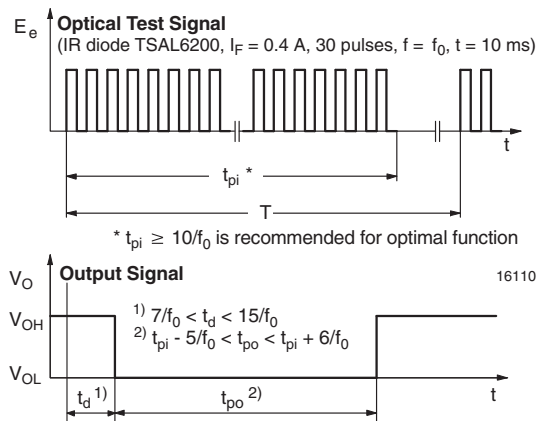 E_e Optical Test Signal
(IR diode TSAL6200, I_F = 0.4 A, 30 pulses, f = f_0, t = 10 ms)
t
t_pi *
T
* t_pi ≥ 10/f_0 is recommended for optimal function
V_O Output Signal 16110
V_OH
1) 7/f_0 < t_d < 15/f_0
2) t_pi - 5/f_0 < t_po < t_pi + 6/f_0
V_OL
t_d 1) t_po 2) t